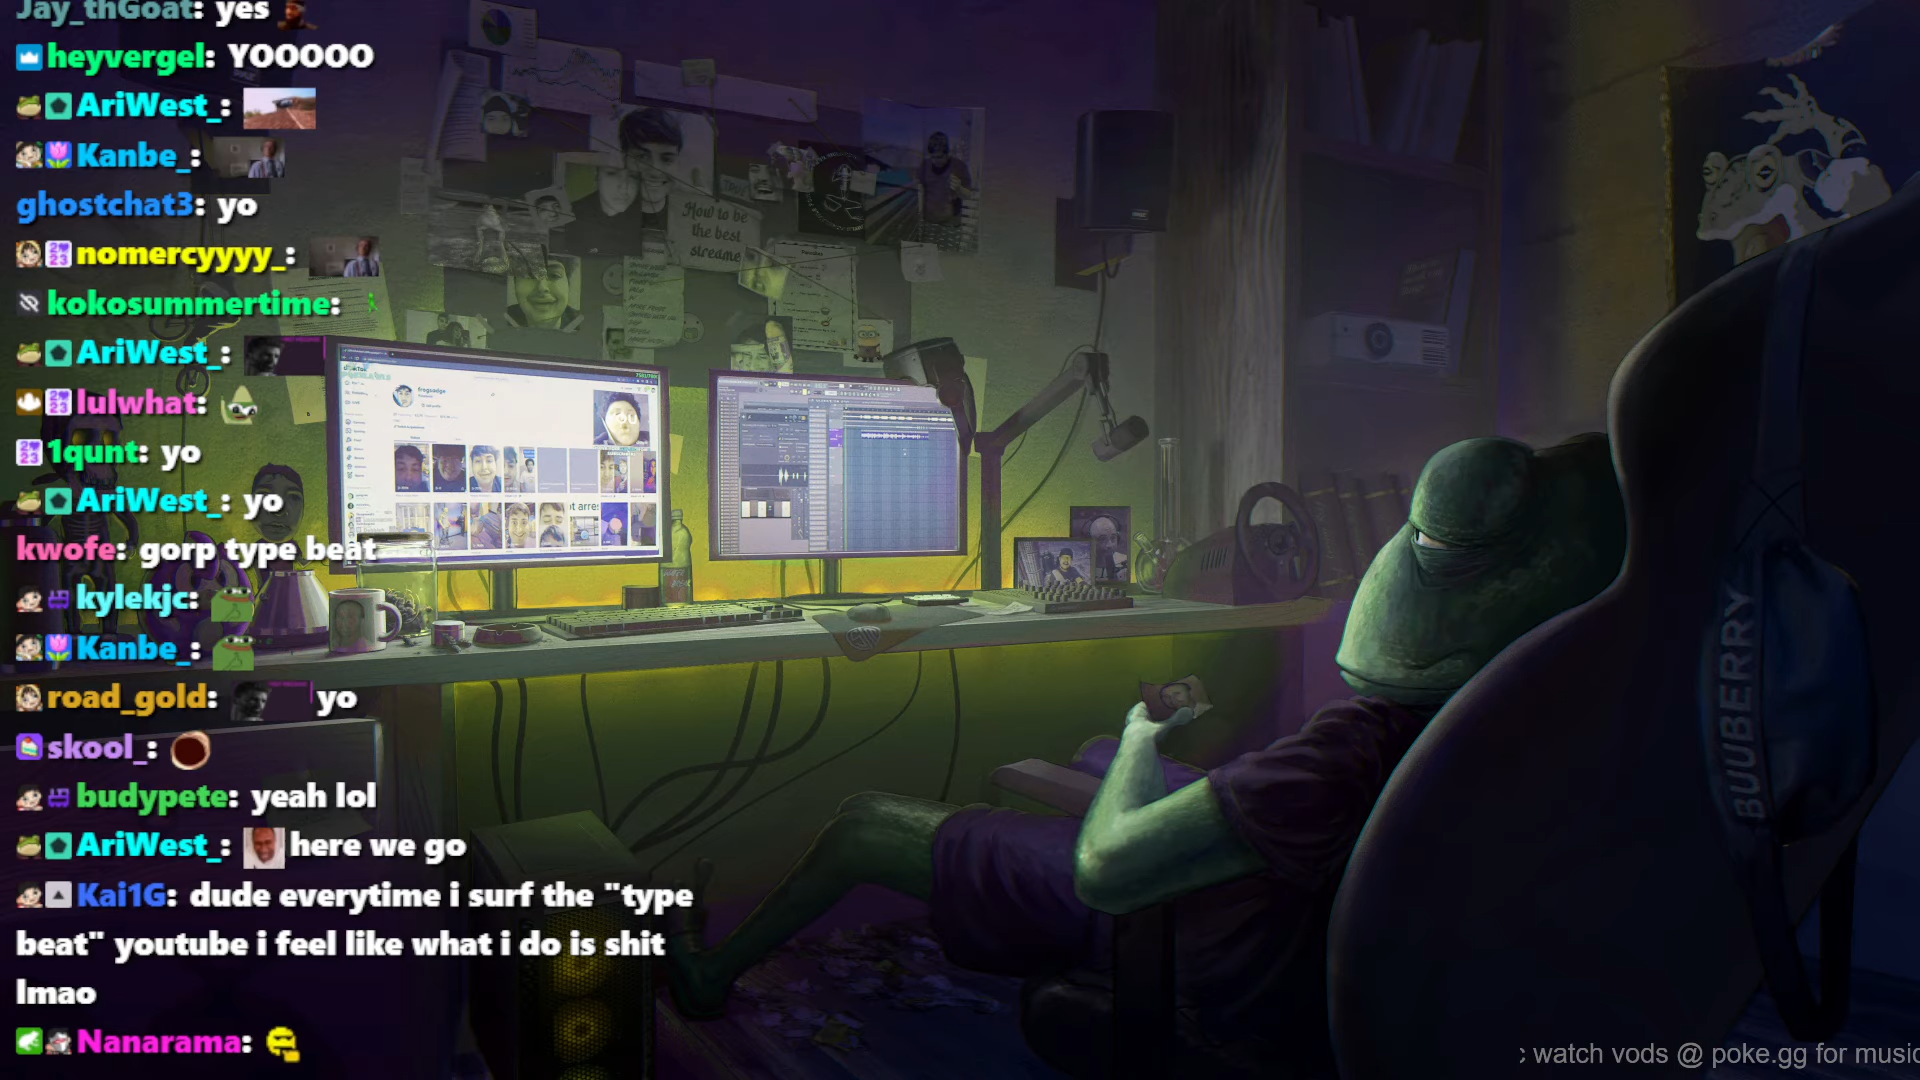 Jay_thGoat: yes
heyvergel: YOOOOO
AriWest_:
Kanbe_:
ghostchat3: yo
nomercyyyy_:
kokosummertime:
AriWest_:
lulwhat:
1qunt: yo
AriWest_: yo
kwofe: gorp type beat
kylekjc:
Kanbe_:
road_gold: yo
skool_:
budypete: yeah lol
AriWest_: here we go
Kai1G: dude everytime i surf the "type
beat" youtube i feel like what i do is shit
lmao
Nanarama:
How to be
the best
streamer
frogcadge
BUUBERRY
watch vods @ poke.gg for music